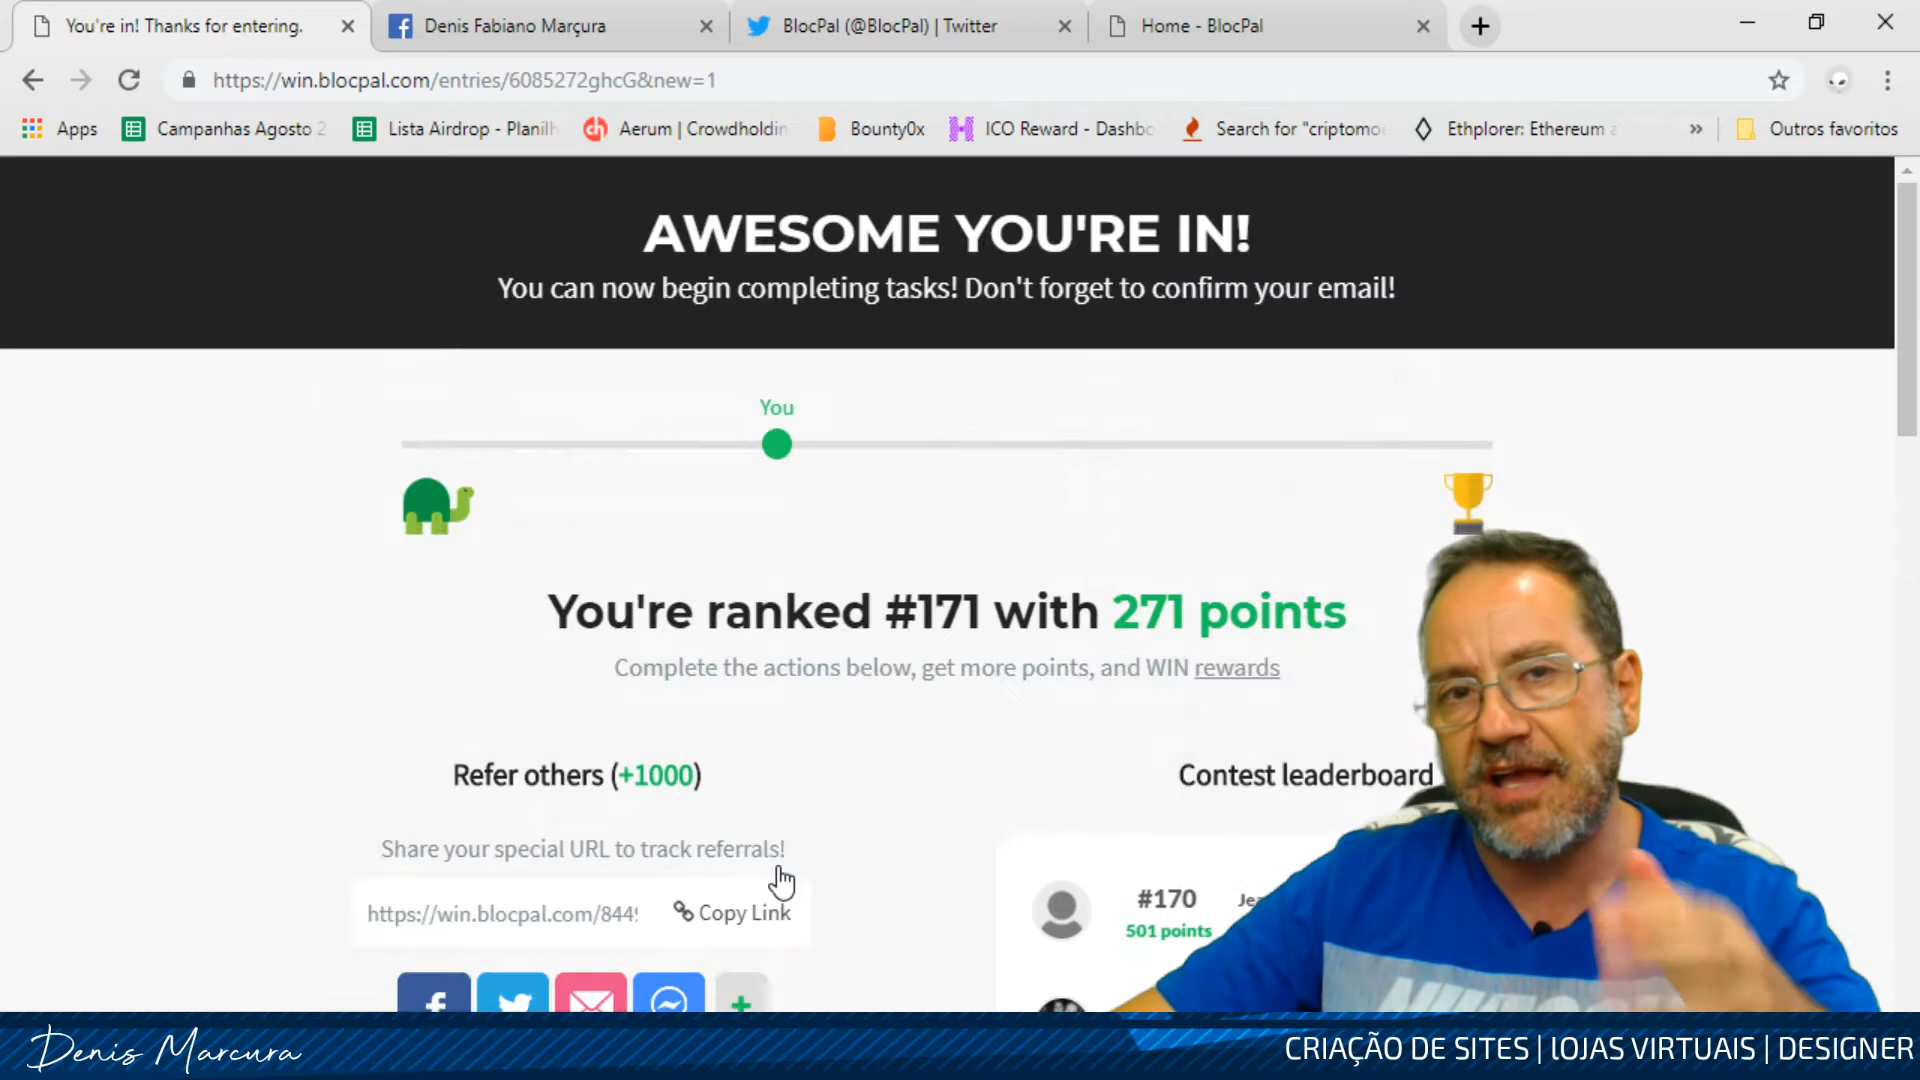 You're in! Thanks for entering.
Denis Fabiano Marçura
BlocPal (@BlocPal) | Twitter
Home - BlocPal
https://win.blocpal.com/entries/6085272ghcG&new=1
Apps
Campanhas Agosto 2
Lista Airdrop - Planilh
Aerum | Crowdholdin
Bounty0x
ICO Reward - Dashbo
Search for "criptomo
Ethplorer: Ethereum a
»
Outros favoritos
AWESOME YOU'RE IN!
You can now begin completing tasks! Don't forget to confirm your email!
You
You're ranked #171 with 271 points
Complete the actions below, get more points, and WIN rewards
Refer others (+1000)
Contest leaderboard
Share your special URL to track referrals!
https://win.blocpal.com/844
Copy Link
#170
501 points
Denis Marcura
CRIAÇÃO DE SITES | LOJAS VIRTUAIS | DESIGNER